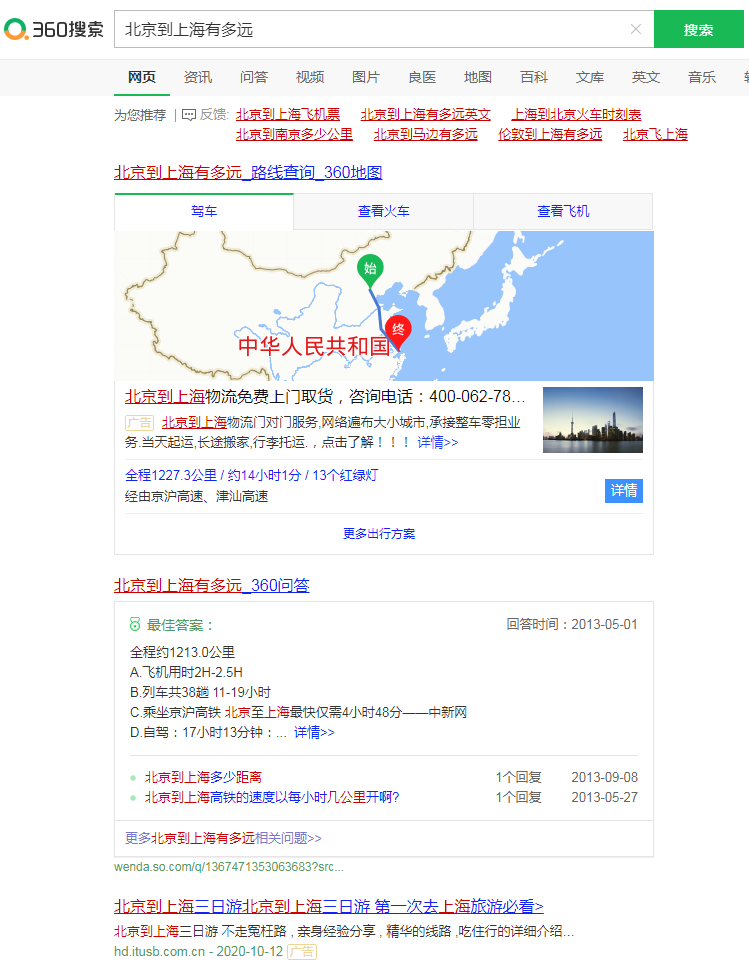 360搜索 北京到上海有多远 × 搜索
网页 资讯 问答 视频 图片 良医 地图 百科 文库 英文 音乐
为您推荐 | 反馈: 北京到上海飞机票 北京到上海有多远英文 上海到北京火车时刻表
北京到南京多少公里 北京到马边有多远 伦敦到上海有多远 北京飞上海
北京到上海有多远_路线查询_360地图
驾车 查看火车 查看飞机
始
终
中华人民共和国
北京到上海物流免费上门取货，咨询电话：400-062-78...
广告 北京到上海物流门对门服务,网络遍布大小城市,承接整车零担业
务.当天起运,长途搬家,行李托运.，点击了解！！！ 详情>>
全程1227.3公里 / 约14小时1分 / 13个红绿灯
经由京沪高速、津汕高速
详情
更多出行方案
北京到上海有多远_360问答
最佳答案： 回答时间：2013-05-01
全程约1213.0公里
A.飞机用时2H-2.5H
B.列车共38趟 11-19小时
C.乘坐京沪高铁 北京至上海最快仅需4小时48分——中新网
D.自驾：17小时13分钟：... 详情>>
北京到上海多少距离 1个回复 2013-09-08
北京到上海高铁的速度以每小时几公里开啊? 1个回复 2013-05-27
更多北京到上海有多远相关问题>>
wenda.so.com/q/1367471353063683?src...
北京到上海三日游北京到上海三日游 第一次去上海旅游必看>
北京到上海三日游 不走冤枉路 , 亲身经验分享 , 精华的线路 ,吃住行的详细介绍...
hd.itusb.com.cn - 2020-10-12 广告